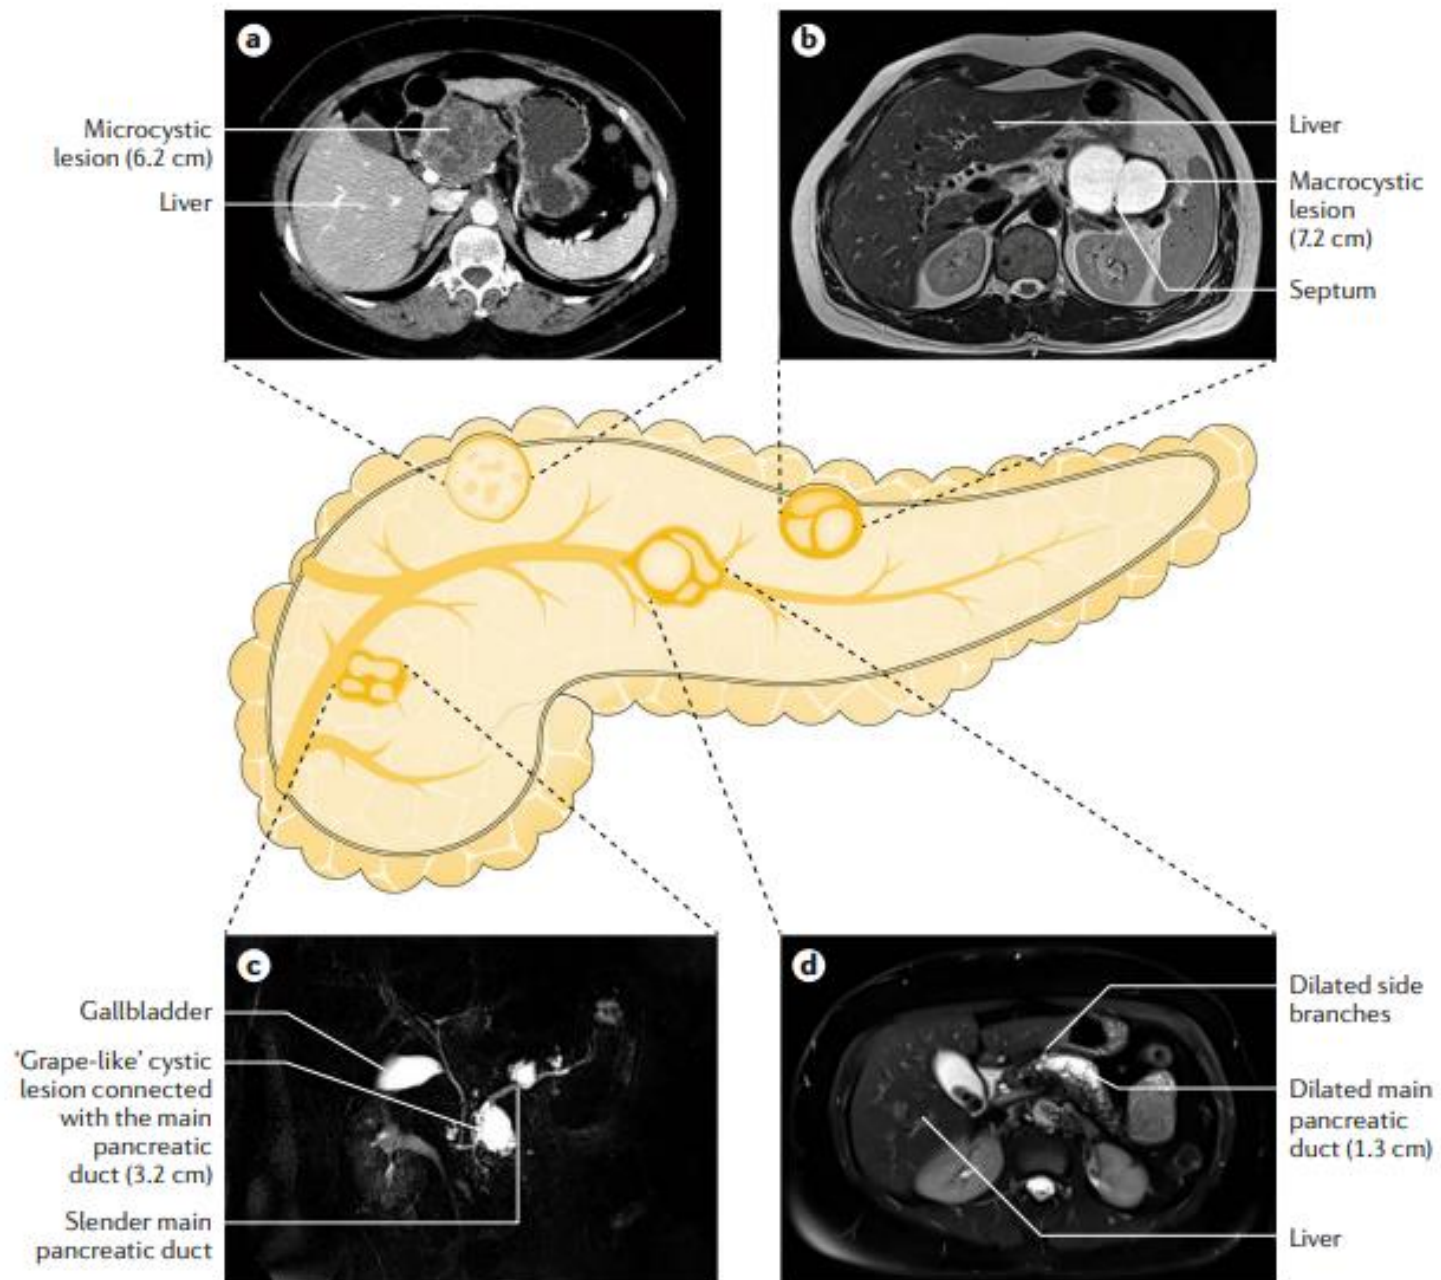 a
Microcystic
lesion (6.2 cm)
Liver
b
Liver
Macrocystic
lesion
(7.2 cm)
Septum
c
Gallbladder
‘Grape-like’ cystic
lesion connected
with the main
pancreatic
duct (3.2 cm)
Slender main
pancreatic duct
d
Dilated side
branches
Dilated main
pancreatic
duct (1.3 cm)
Liver